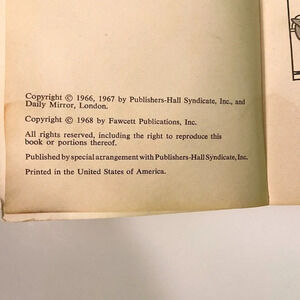 Copyright © 1966, 1967 by Publishers-Hall Syndicate, Inc., and
Daily Mirror, London.
Copyright © 1968 by Fawcett Publications, Inc.
All rights reserved, including the right to reproduce this
book or portions thereof.
Published by special arrangement with Publishers-Hall Syndicate, Inc.
Printed in the United States of America.